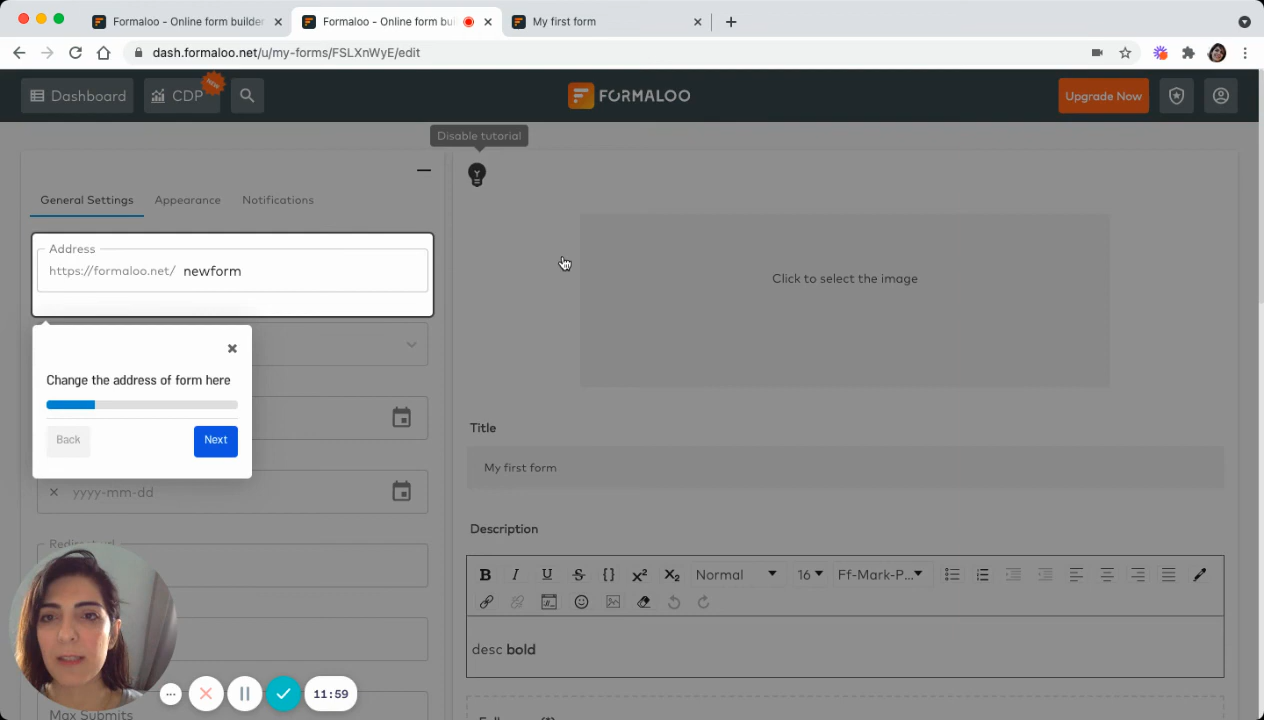 Formaloo - Online form builder
Formaloo - Online form bui
My first form
dash.formaloo.net/u/my-forms/FSLXnWyE/edit
Dashboard
CDP
NEW
FORMALOO
Upgrade Now
Disable tutorial
General Settings
Appearance
Notifications
Address
https://formaloo.net/ newform
Click to select the image
Change the address of form here
Back
Next
yyyy-mm-dd
Title
My first form
Description
B I U S {} X² X₂ Normal 16 Ff-Mark-P...
desc bold
11:59
Max Submits